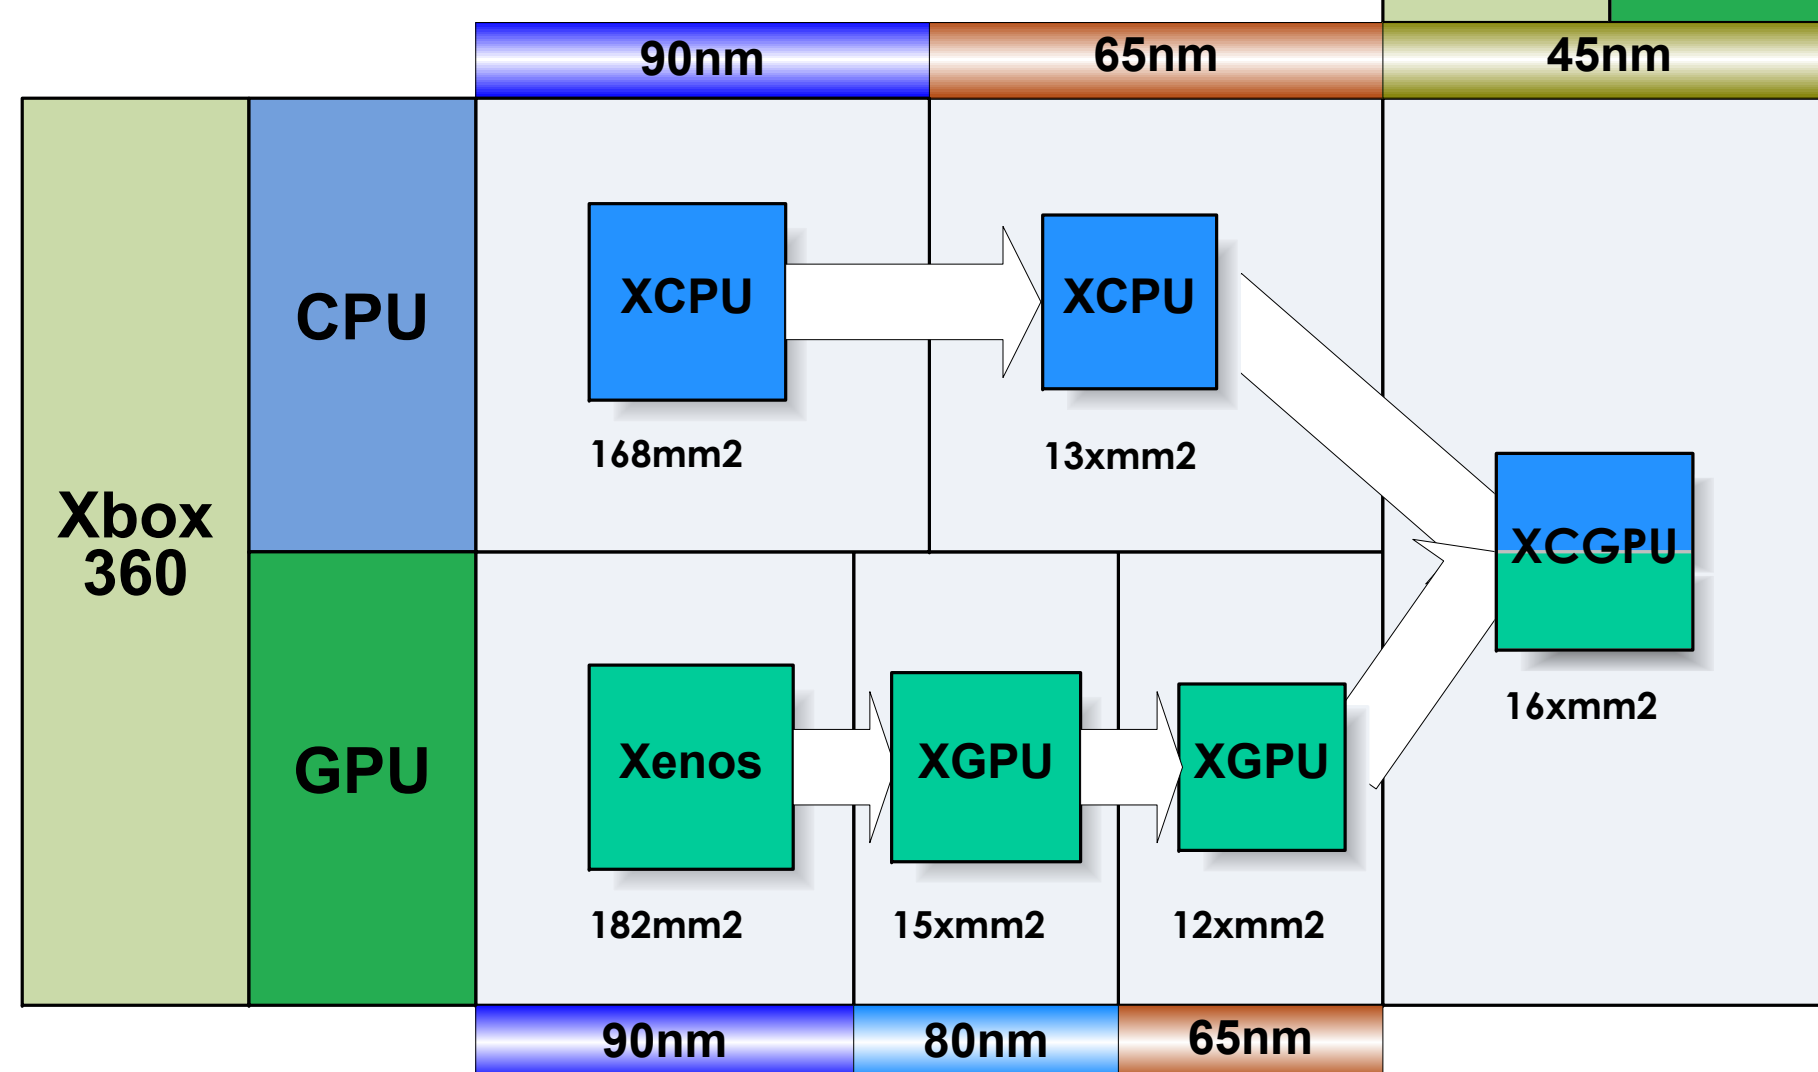 90nm
65nm
45nm
Xbox
360
CPU
XCPU
168mm2
XCPU
13xmm2
XCGPU
16xmm2
GPU
Xenos
182mm2
XGPU
15xmm2
XGPU
12xmm2
90nm
80nm
65nm